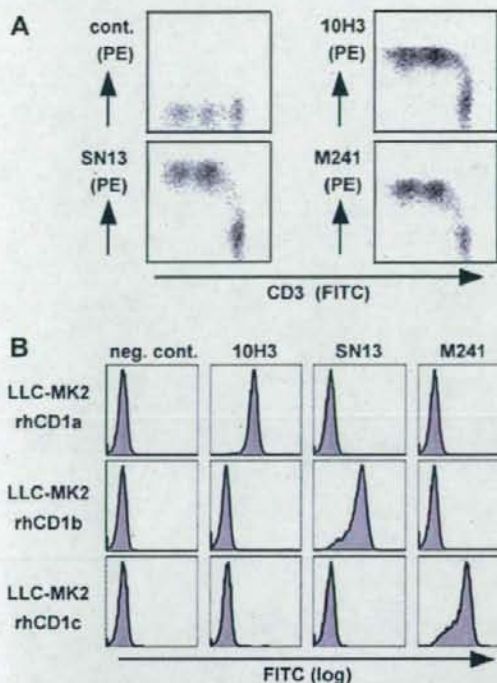 A
cont.
(PE)
10H3
(PE)
SN13
(PE)
M241
(PE)
CD3 (FITC)
B
neg. cont. 10H3 SN13 M241
LLC-MK2
rhCD1a
LLC-MK2
rhCD1b
LLC-MK2
rhCD1c
FITC (log)